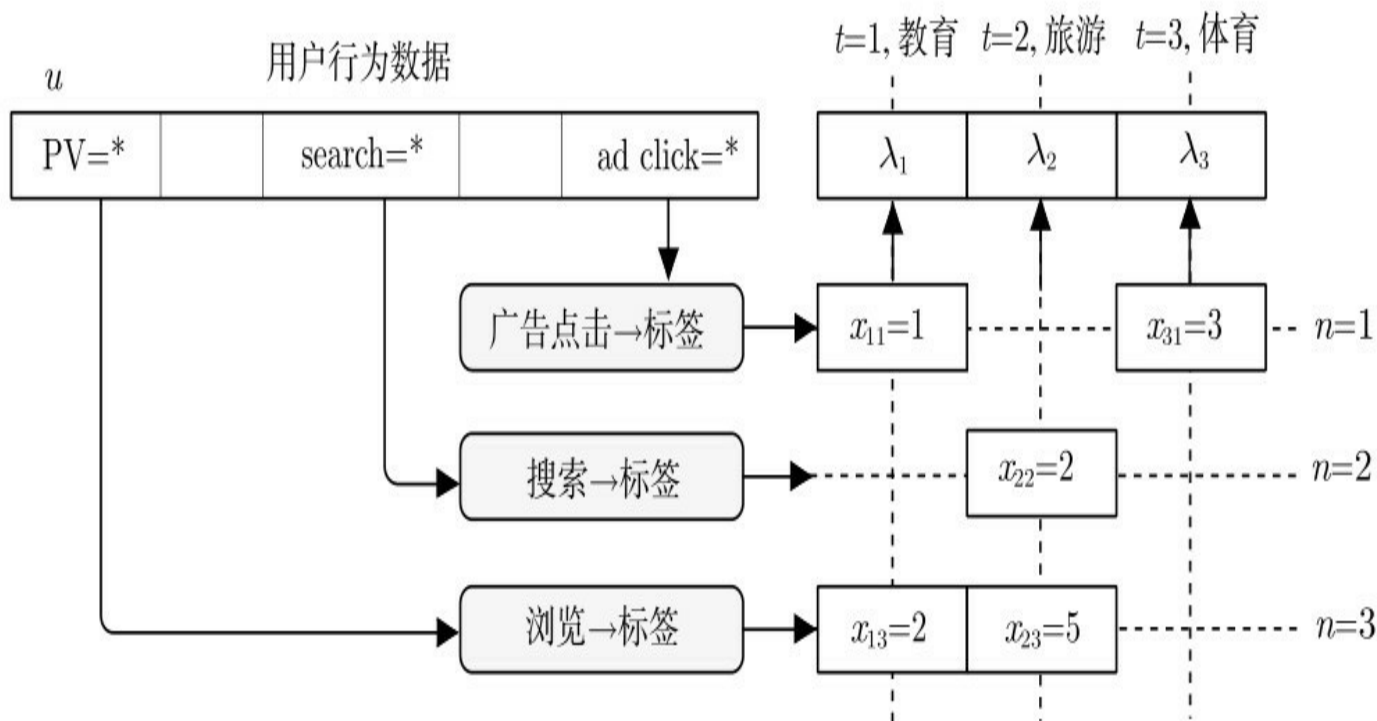 t=1, 教育 t=2, 旅游 t=3, 体育
u 用户行为数据
PV=* search=* ad click=* λ₁ λ₂ λ₃
广告点击→标签 x₁₁=1 x₃₁=3 n=1
搜索→标签 x₂₂=2 n=2
浏览→标签 x₁₃=2 x₂₃=5 n=3